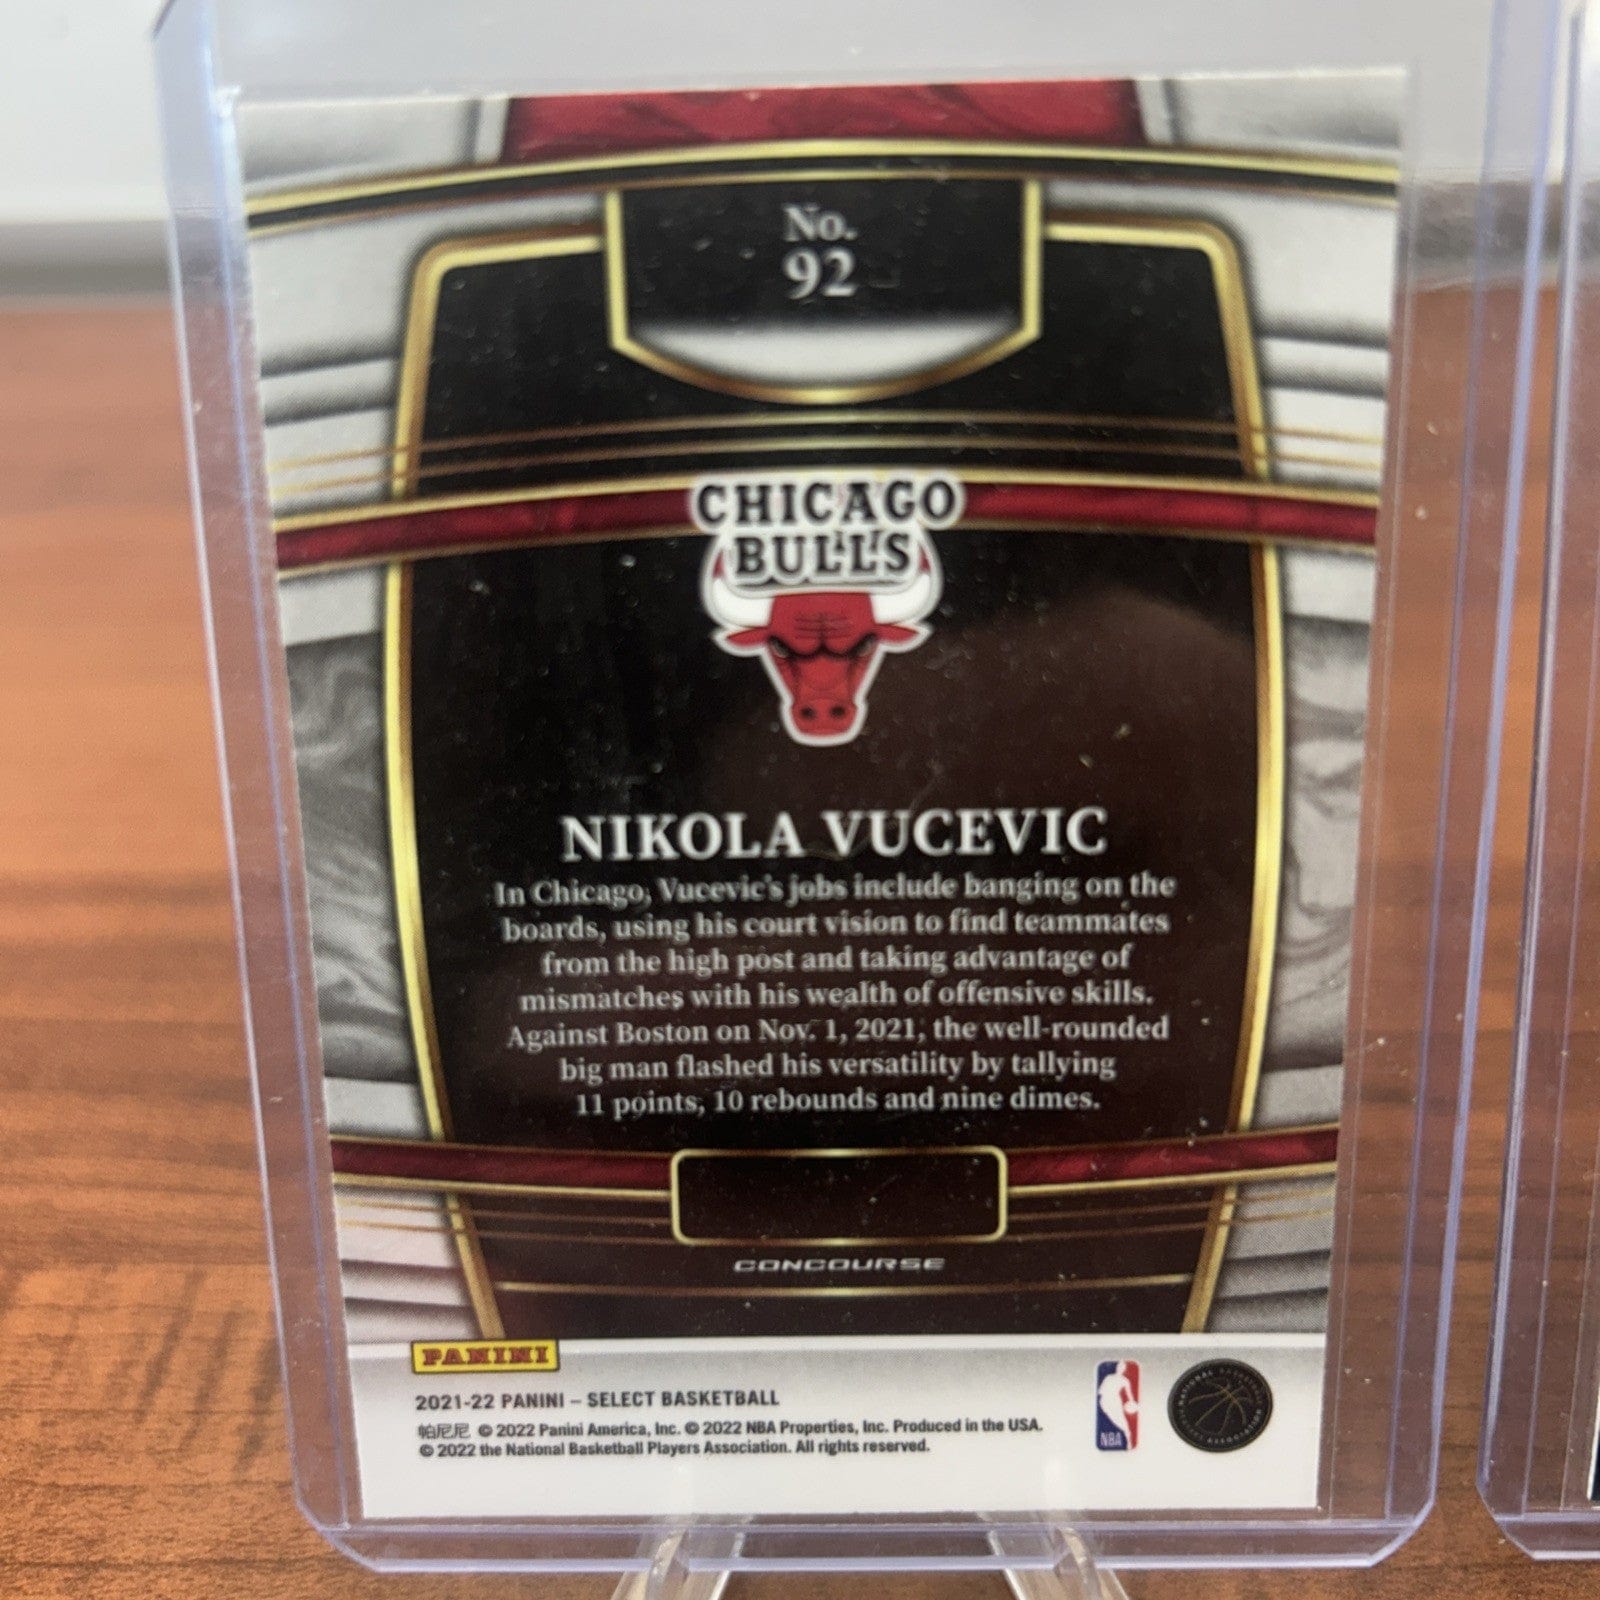 No.
92
CHICAGO
BULLS
NIKOLA VUCEVIC
In Chicago, Vucevic's jobs include banging on the
boards, using his court vision to find teammates
from the high post and taking advantage of
mismatches with his wealth of offensive skills.
Against Boston on Nov. 1, 2021, the well-rounded
big man flashed his versatility by tallying
11 points, 10 rebounds and nine dimes.
CONCOURSE
PANINI
2021-22 PANINI – SELECT BASKETBALL
帕尼尼 © 2022 Panini America, Inc. © 2022 NBA Properties, Inc. Produced in the USA.
© 2022 the National Basketball Players Association. All rights reserved.
NBA
NATIONAL BASKETBALL
PLAYERS ASSOCIATION